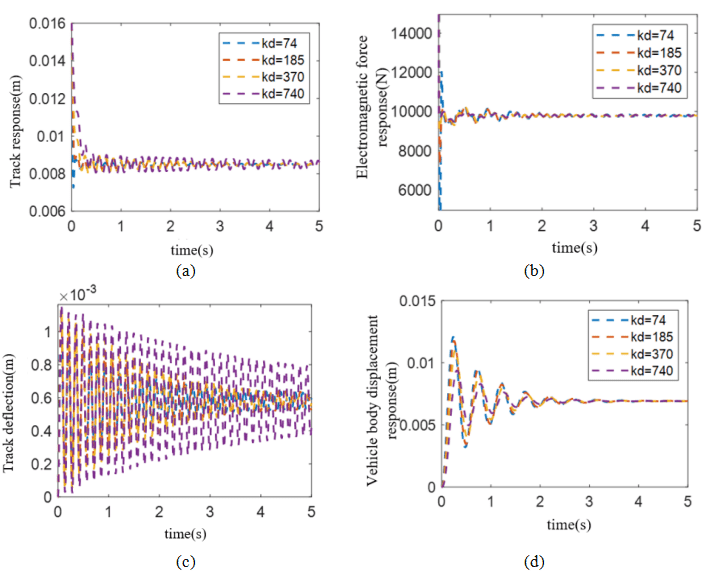 0.016
0.014
0.012
0.01
0.008
0.006
Track response(m)
kd=74
kd=185
kd=370
kd=740
0 1 2 3 4 5
time(s)
(a)
14000
12000
10000
8000
6000
Electromagnetic force
response(N)
kd=74
kd=185
kd=370
kd=740
0 1 2 3 4 5
time(s)
(b)
×10-3
1
0.8
0.6
0.4
0.2
0
Track deflection(m)
0 1 2 3 4 5
time(s)
(c)
0.015
0.01
0.005
0
Vehicle body displacement
response(m)
kd=74
kd=185
kd=370
kd=740
0 1 2 3 4 5
time(s)
(d)